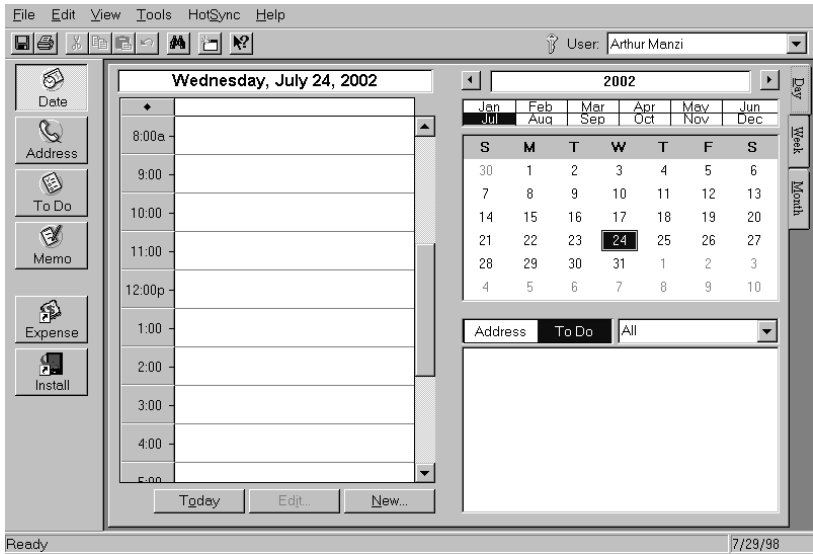 File Edit View Tools HotSync Help
User: Arthur Manzi
Date
Address
To Do
Memo
Expense
Install
Wednesday, July 24, 2002
8:00a
9:00
10:00
11:00
12:00p
1:00
2:00
3:00
4:00
5:00
Today Edit... New...
2002
Jan Feb Mar Apr May Jun
Jul Aug Sep Oct Nov Dec
S M T W T F S
30 1 2 3 4 5 6
7 8 9 10 11 12 13
14 15 16 17 18 19 20
21 22 23 24 25 26 27
28 29 30 31 1 2 3
4 5 6 7 8 9 10
Address To Do All
Day
Week
Month
Ready 7/29/98